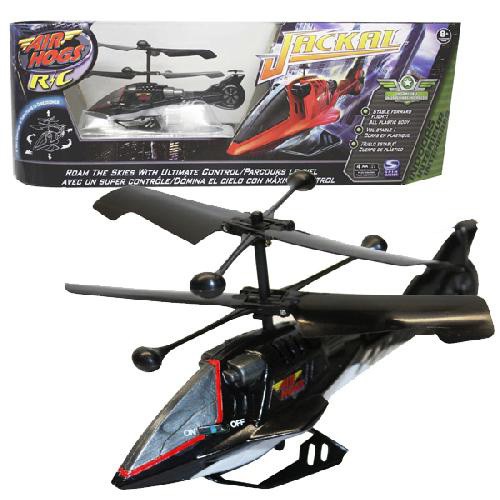 AIR HOGS
R/C
JACKAL
8+
STABLE FORWARD
FLIGHT!
ALL PLASTIC BODY
VOL STABLE !
CORPS EN PLASTIQUE
¡VUELO ESTABLE!
CUERPO DE PLÁSTICO
SPIN MASTER
ROAM THE SKIES WITH ULTIMATE CONTROL/PARCOURS LE CIEL
AVEC UN SUPER CONTRÔLE/DOMINA EL CIELO CON MÁXIMO CONTROL
AIR
HOGS
ON
OFF